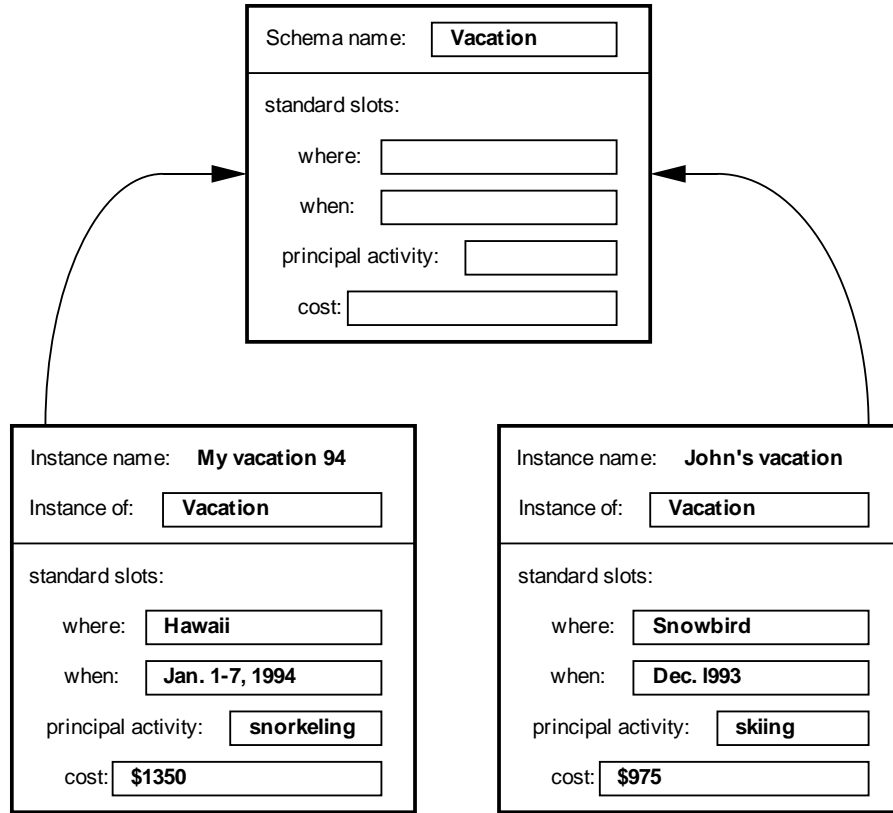 Schema name: Vacation
standard slots:
where:
when:
principal activity:
cost:
Instance name: My vacation 94
Instance of: Vacation
standard slots:
where: Hawaii
when: Jan. 1-7, 1994
principal activity: snorkeling
cost: $1350
Instance name: John's vacation
Instance of: Vacation
standard slots:
where: Snowbird
when: Dec. l993
principal activity: skiing
cost: $975